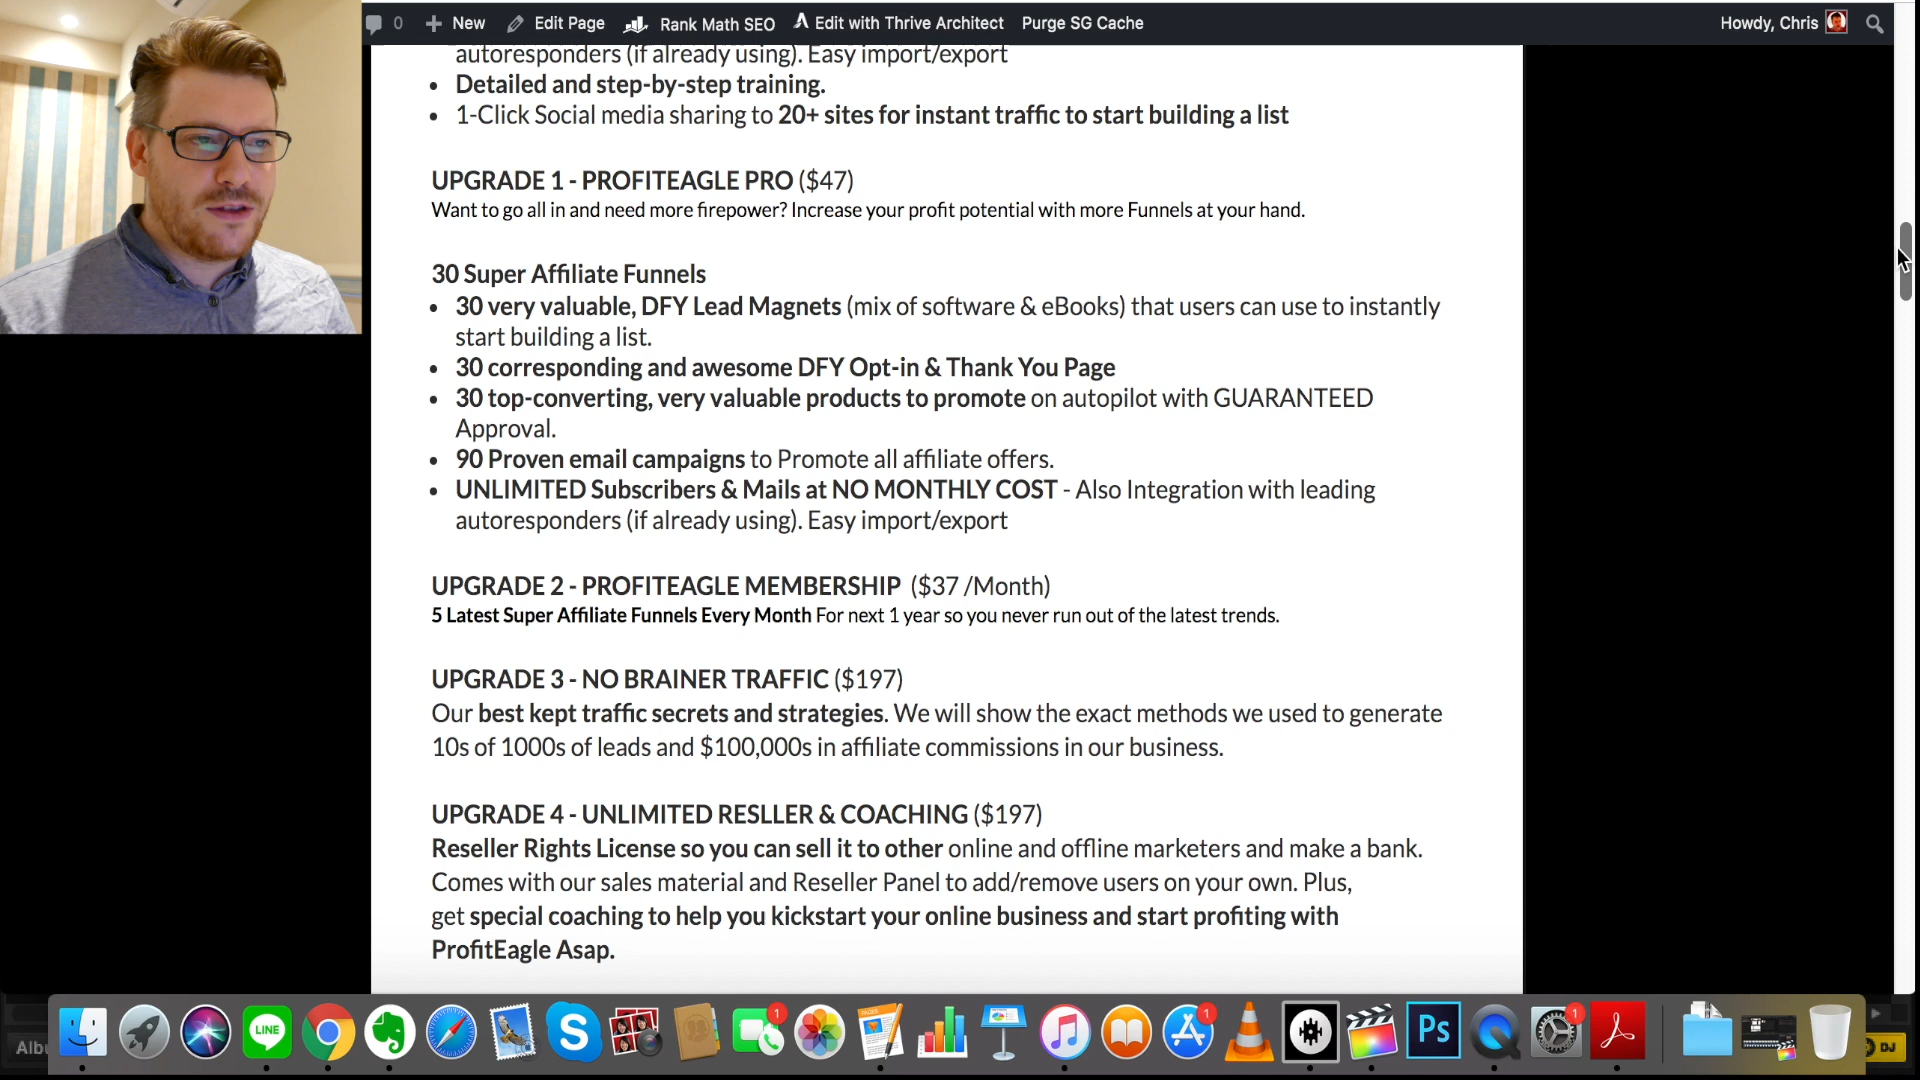 0 New Edit Page Rank Math SEO Edit with Thrive Architect Purge SG Cache Howdy, Chris
autoresponders (if already using). Easy import/export
• Detailed and step-by-step training.
• 1-Click Social media sharing to 20+ sites for instant traffic to start building a list
UPGRADE 1 - PROFITEAGLE PRO ($47)
Want to go all in and need more firepower? Increase your profit potential with more Funnels at your hand.
30 Super Affiliate Funnels
• 30 very valuable, DFY Lead Magnets (mix of software & eBooks) that users can use to instantly
start building a list.
• 30 corresponding and awesome DFY Opt-in & Thank You Page
• 30 top-converting, very valuable products to promote on autopilot with GUARANTEED
Approval.
• 90 Proven email campaigns to Promote all affiliate offers.
• UNLIMITED Subscribers & Mails at NO MONTHLY COST - Also Integration with leading
autoresponders (if already using). Easy import/export
UPGRADE 2 - PROFITEAGLE MEMBERSHIP ($37 /Month)
5 Latest Super Affiliate Funnels Every Month For next 1 year so you never run out of the latest trends.
UPGRADE 3 - NO BRAINER TRAFFIC ($197)
Our best kept traffic secrets and strategies. We will show the exact methods we used to generate
10s of 1000s of leads and $100,000s in affiliate commissions in our business.
UPGRADE 4 - UNLIMITED RESLLER & COACHING ($197)
Reseller Rights License so you can sell it to other online and offline marketers and make a bank.
Comes with our sales material and Reseller Panel to add/remove users on your own. Plus,
get special coaching to help you kickstart your online business and start profiting with
ProfitEagle Asap.
LINE S 1 PAGES 1 Ps 1
Albu DJ